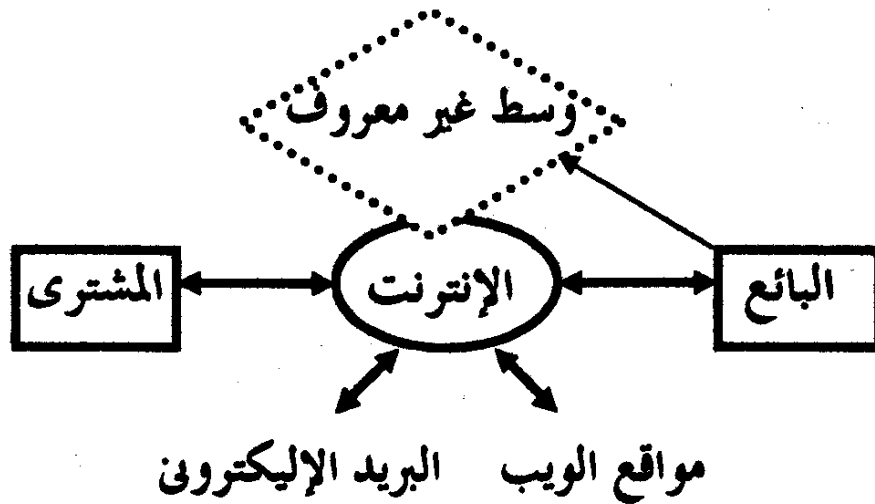 وسط غير معروف
البائع
الإنترنت
المشترى
مواقع الويب
البريد الإليكترونى